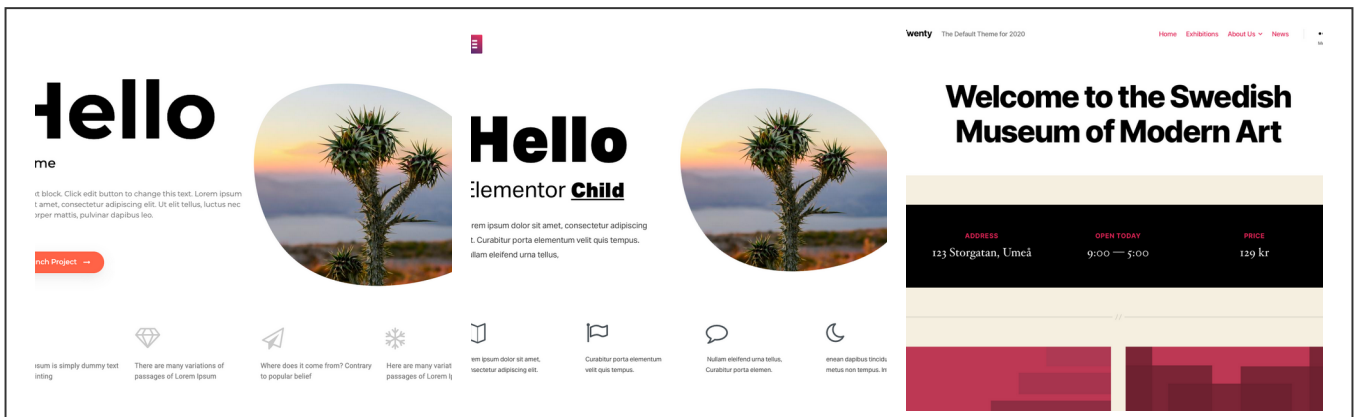 Hello
me
xt block. Click edit button to change this text. Lorem ipsum
t amet, consectetur adipiscing elit. Ut elit tellus, luctus nec
orper mattis, pulvinar dapibus leo.
nch Project →
sum is simply dummy text
inting
There are many variations of
passages of Lorem Ipsum
Where does it come from? Contrary
to popular belief
Here are many variat
passages of Lorem Ip
Hello
Elementor Child
rem ipsum dolor sit amet, consectetur adipiscing
t. Curabitur porta elementum velit quis tempus.
ullam eleifend urna tellus,
rem ipsum dolor sit amet,
nsectetur adipiscing elit.
Curabitur porta elementum
velit quis tempus.
Nullam eleifend urna tellus,
Curabitur porta elemen.
enean dapibus tincidu
metus non tempus. In
Twenty The Default Theme for 2020
Home Exhibitions About Us News
Welcome to the Swedish
Museum of Modern Art
ADDRESS
123 Storgatan, Umeå
OPEN TODAY
9:00 — 5:00
PRICE
129 kr
//